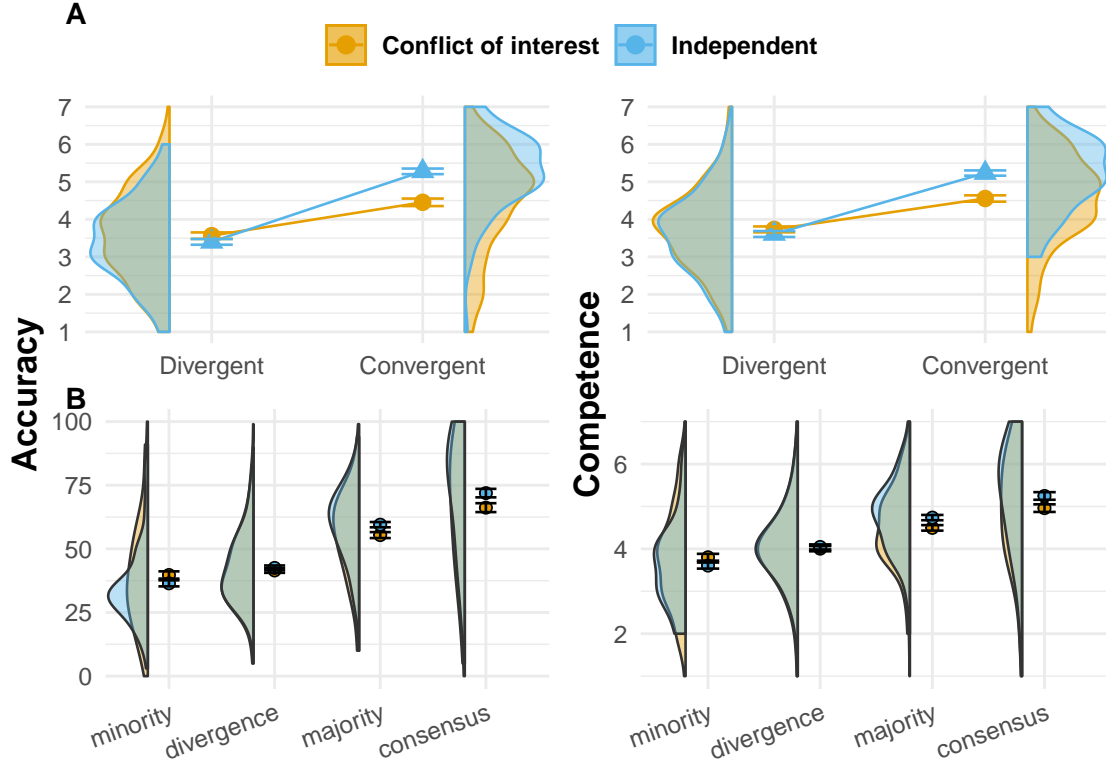 A
Conflict of interest
Independent
7
6
5
4
3
2
1
Divergent
Convergent
7
6
5
4
3
2
1
Divergent
Convergent
Accuracy
Competence
B
100
75
50
25
0
minority
divergence
majority
consensus
6
4
2
minority
divergence
majority
consensus